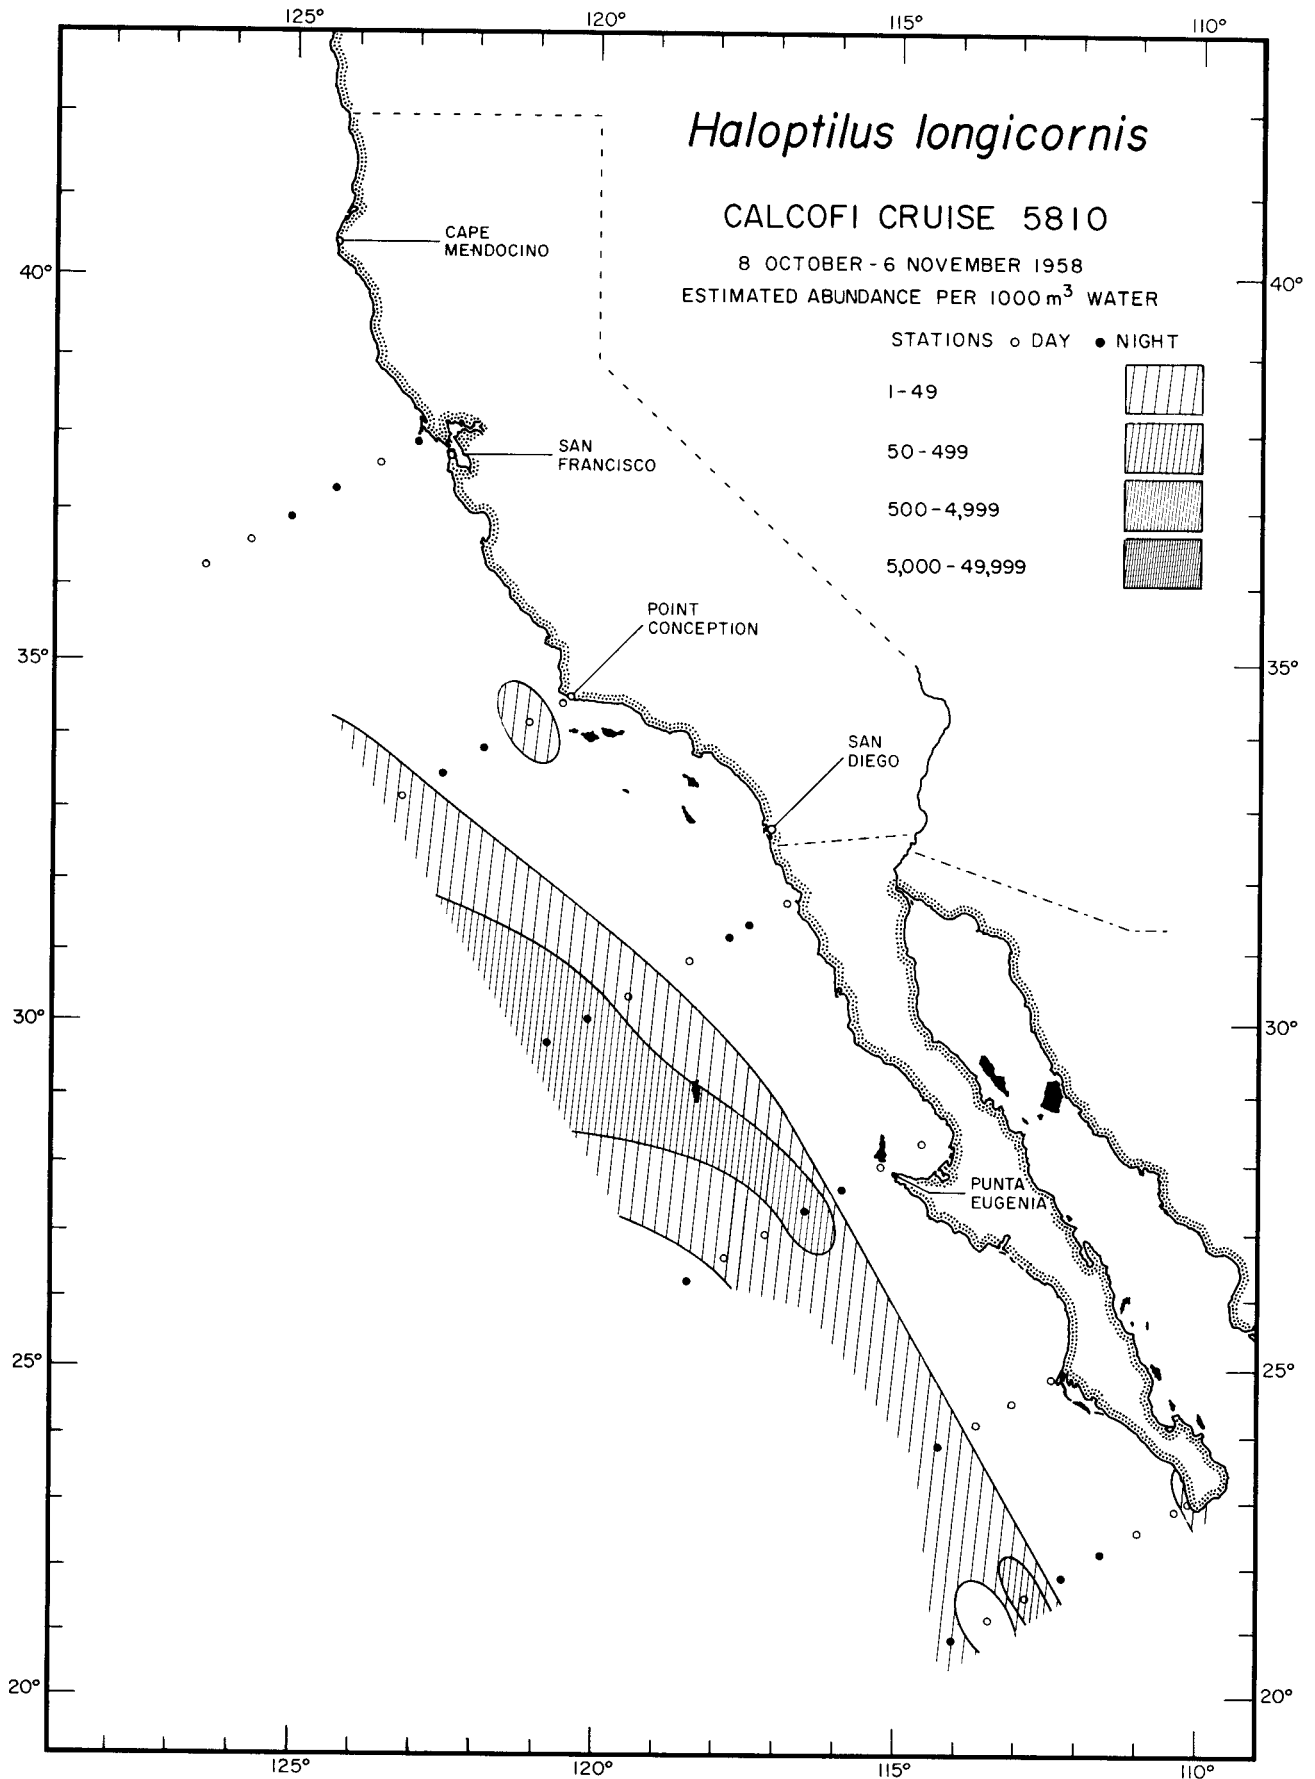 125° 120° 115° 110°
Haloptilus longicornis
CALCOFI CRUISE 5810
8 OCTOBER - 6 NOVEMBER 1958
ESTIMATED ABUNDANCE PER 1000 m³ WATER
STATIONS ○ DAY ● NIGHT
1-49
50-499
500-4,999
5,000-49,999
CAPE
MENDOCINO
40° 40°
SAN
FRANCISCO
POINT
CONCEPTION
35° 35°
SAN
DIEGO
30° 30°
PUNTA
EUGENIA
25° 25°
20° 20°
125° 120° 115° 110°